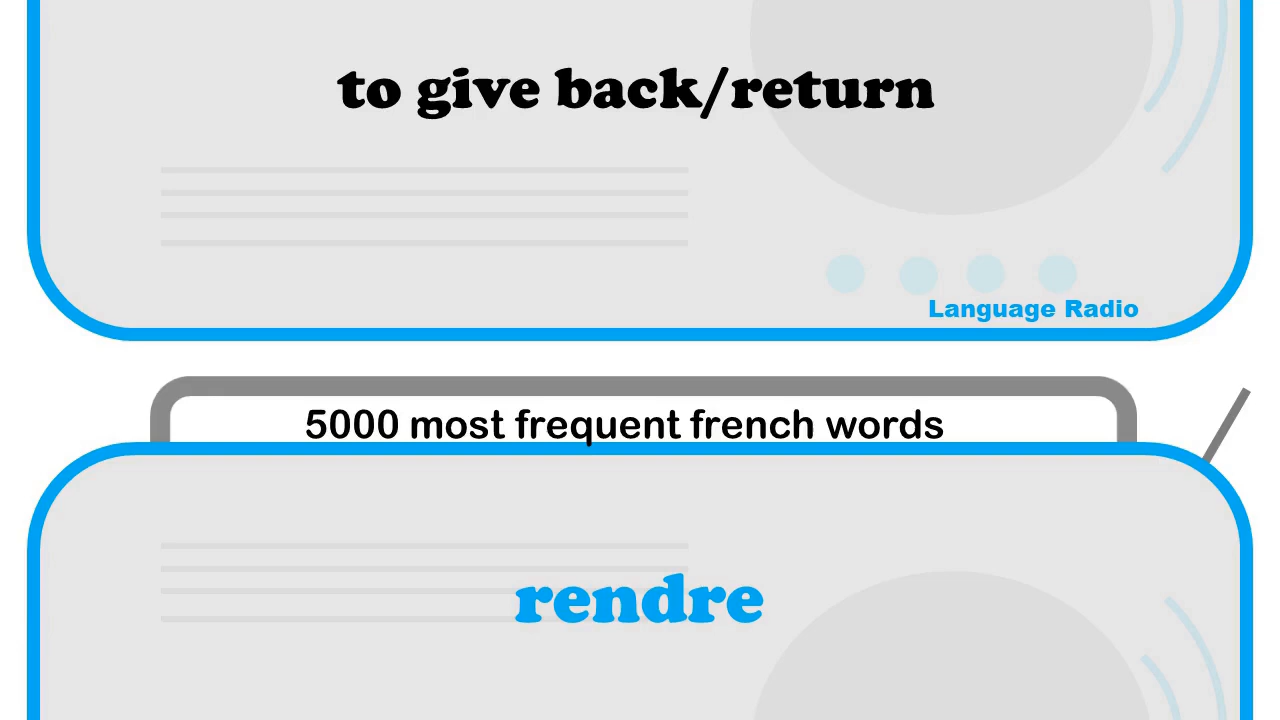 to give back/return
Language Radio
5000 most frequent french words
rendre